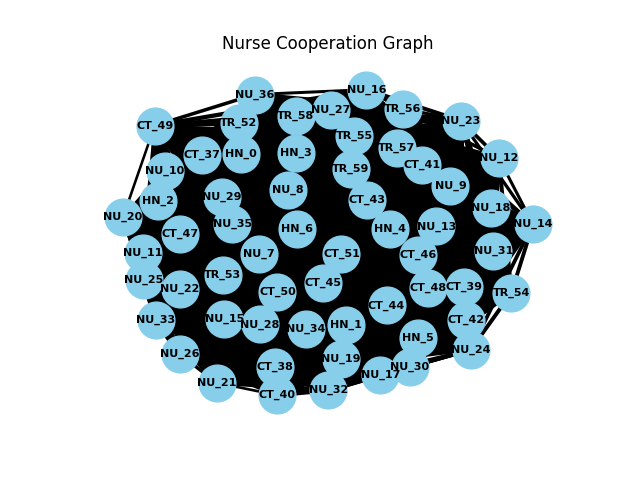 Nurse Cooperation Graph
NU_16
NU_36
TR_56
NU_27
TR_58
NU_23
TR_52
CT_49
TR_55
TR_57
HN_3
HN_0
CT_37
NU_12
CT_41
TR_59
NU_10
NU_9
NU_8
NU_29
CT_43
HN_2
NU_18
NU_20
NU_35
NU_14
NU_13
HN_6
HN_4
CT_47
NU_31
NU_11
NU_7
CT_51
CT_46
TR_53
NU_25
CT_45
CT_48
CT_39
NU_22
CT_50
TR_54
CT_44
NU_15
NU_33
CT_42
NU_28
HN_1
NU_34
HN_5
NU_24
NU_26
NU_19
CT_38
NU_30
NU_17
NU_21
NU_32
CT_40